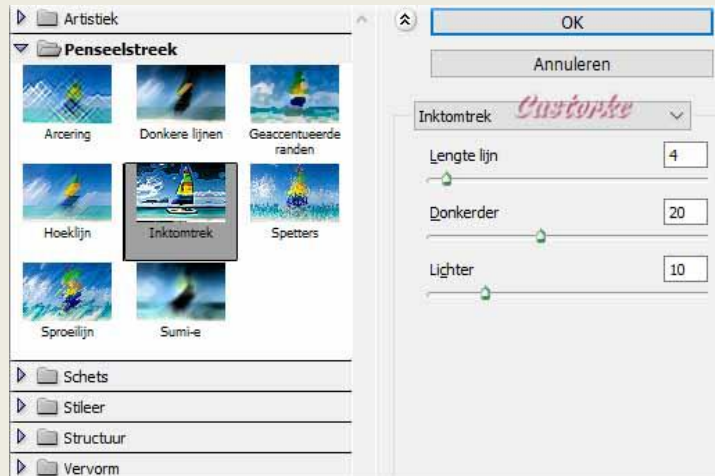 Artistiek
Penseelstreek
Arcering
Donkere lijnen
Geaccentueerde
randen
Hoeklijn
Inktomtrek
Spetters
Sproeilijn
Sumi-e
Schets
Stileer
Structuur
Vervorm
OK
Annuleren
Inktomtrek
Custorke
Lengte lijn 4
Donkerder 20
Lichter 10